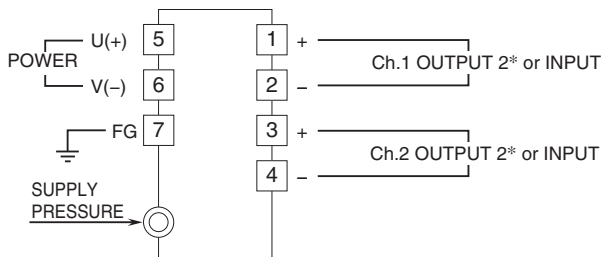 U(+) 5 1 +
POWER
Ch.1 OUTPUT 2* or INPUT
V(−) 6 2 −
FG 7 3 +
Ch.2 OUTPUT 2* or INPUT
4 −
SUPPLY
PRESSURE